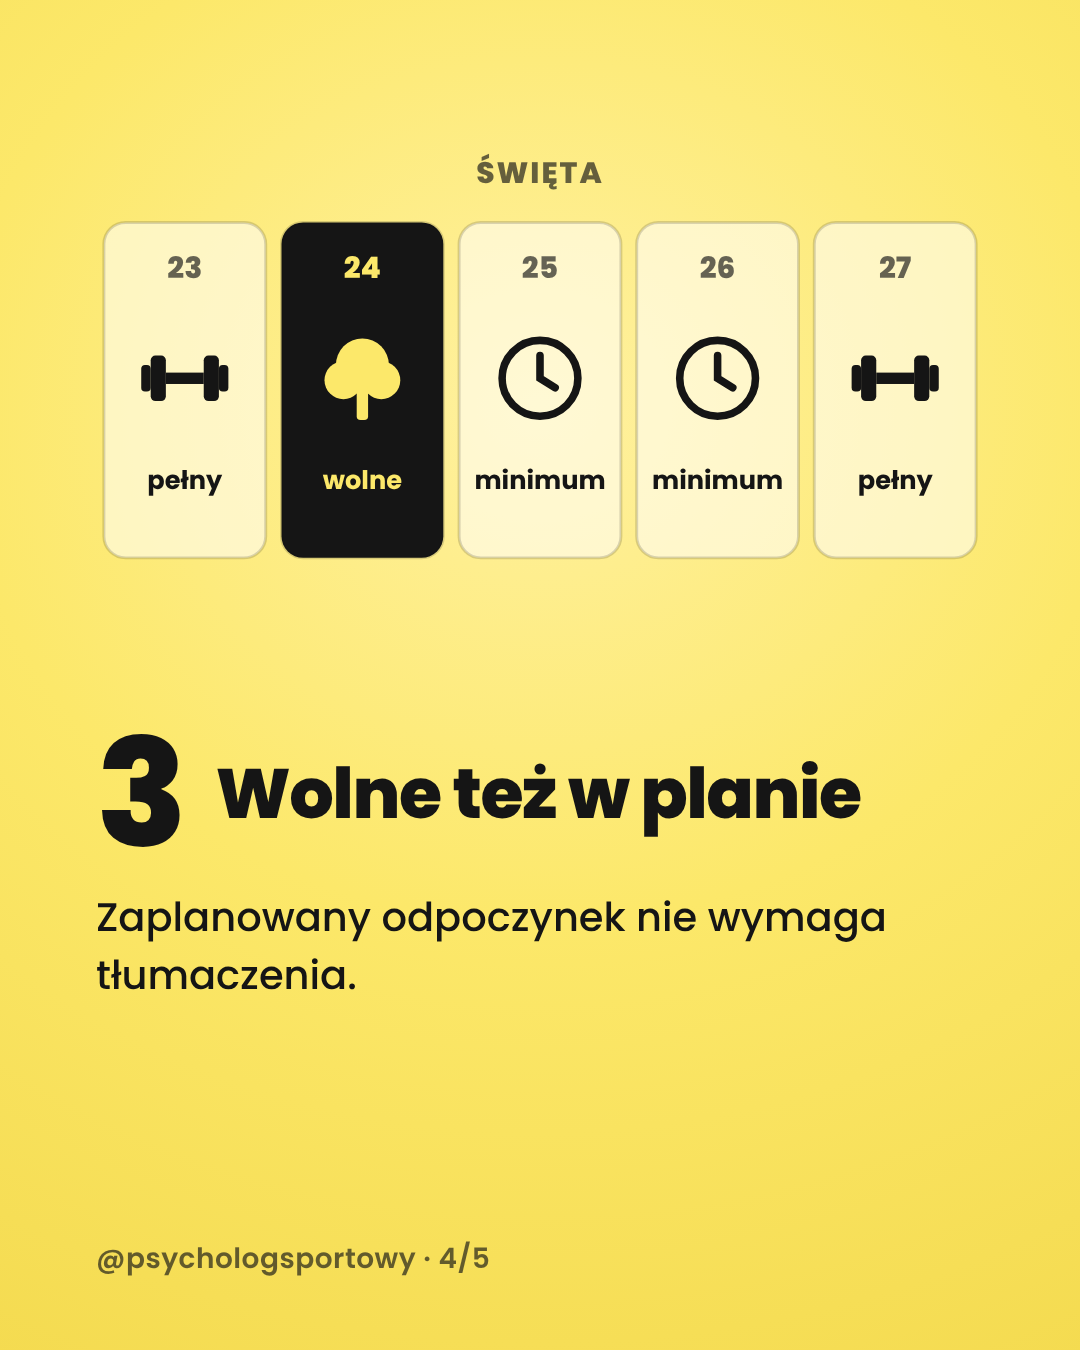 ŚWIĘTA
23 24 25 26 27
pełny wolne minimum minimum pełny
3 Wolne też w planie
Zaplanowany odpoczynek nie wymaga
tłumaczenia.
@psychologsportowy · 4/5